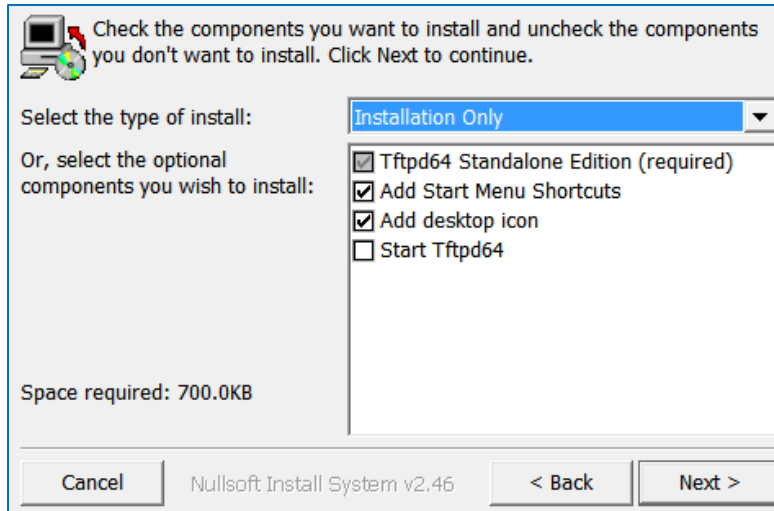 Check the components you want to install and uncheck the components
you don't want to install. Click Next to continue.
Select the type of install:
Installation Only
Or, select the optional
components you wish to install:
Tftpd64 Standalone Edition (required)
Add Start Menu Shortcuts
Add desktop icon
Start Tftpd64
Space required: 700.0KB
Cancel
Nullsoft Install System v2.46
< Back
Next >